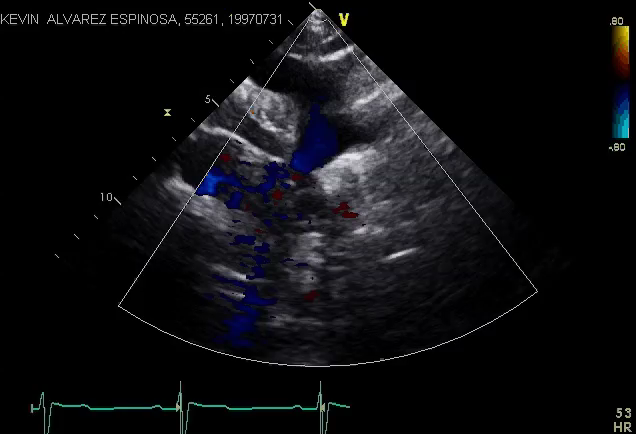 KEVIN ALVAREZ ESPINOSA, 55261, 19970731
V
.80
5
-.80
10
53
HR